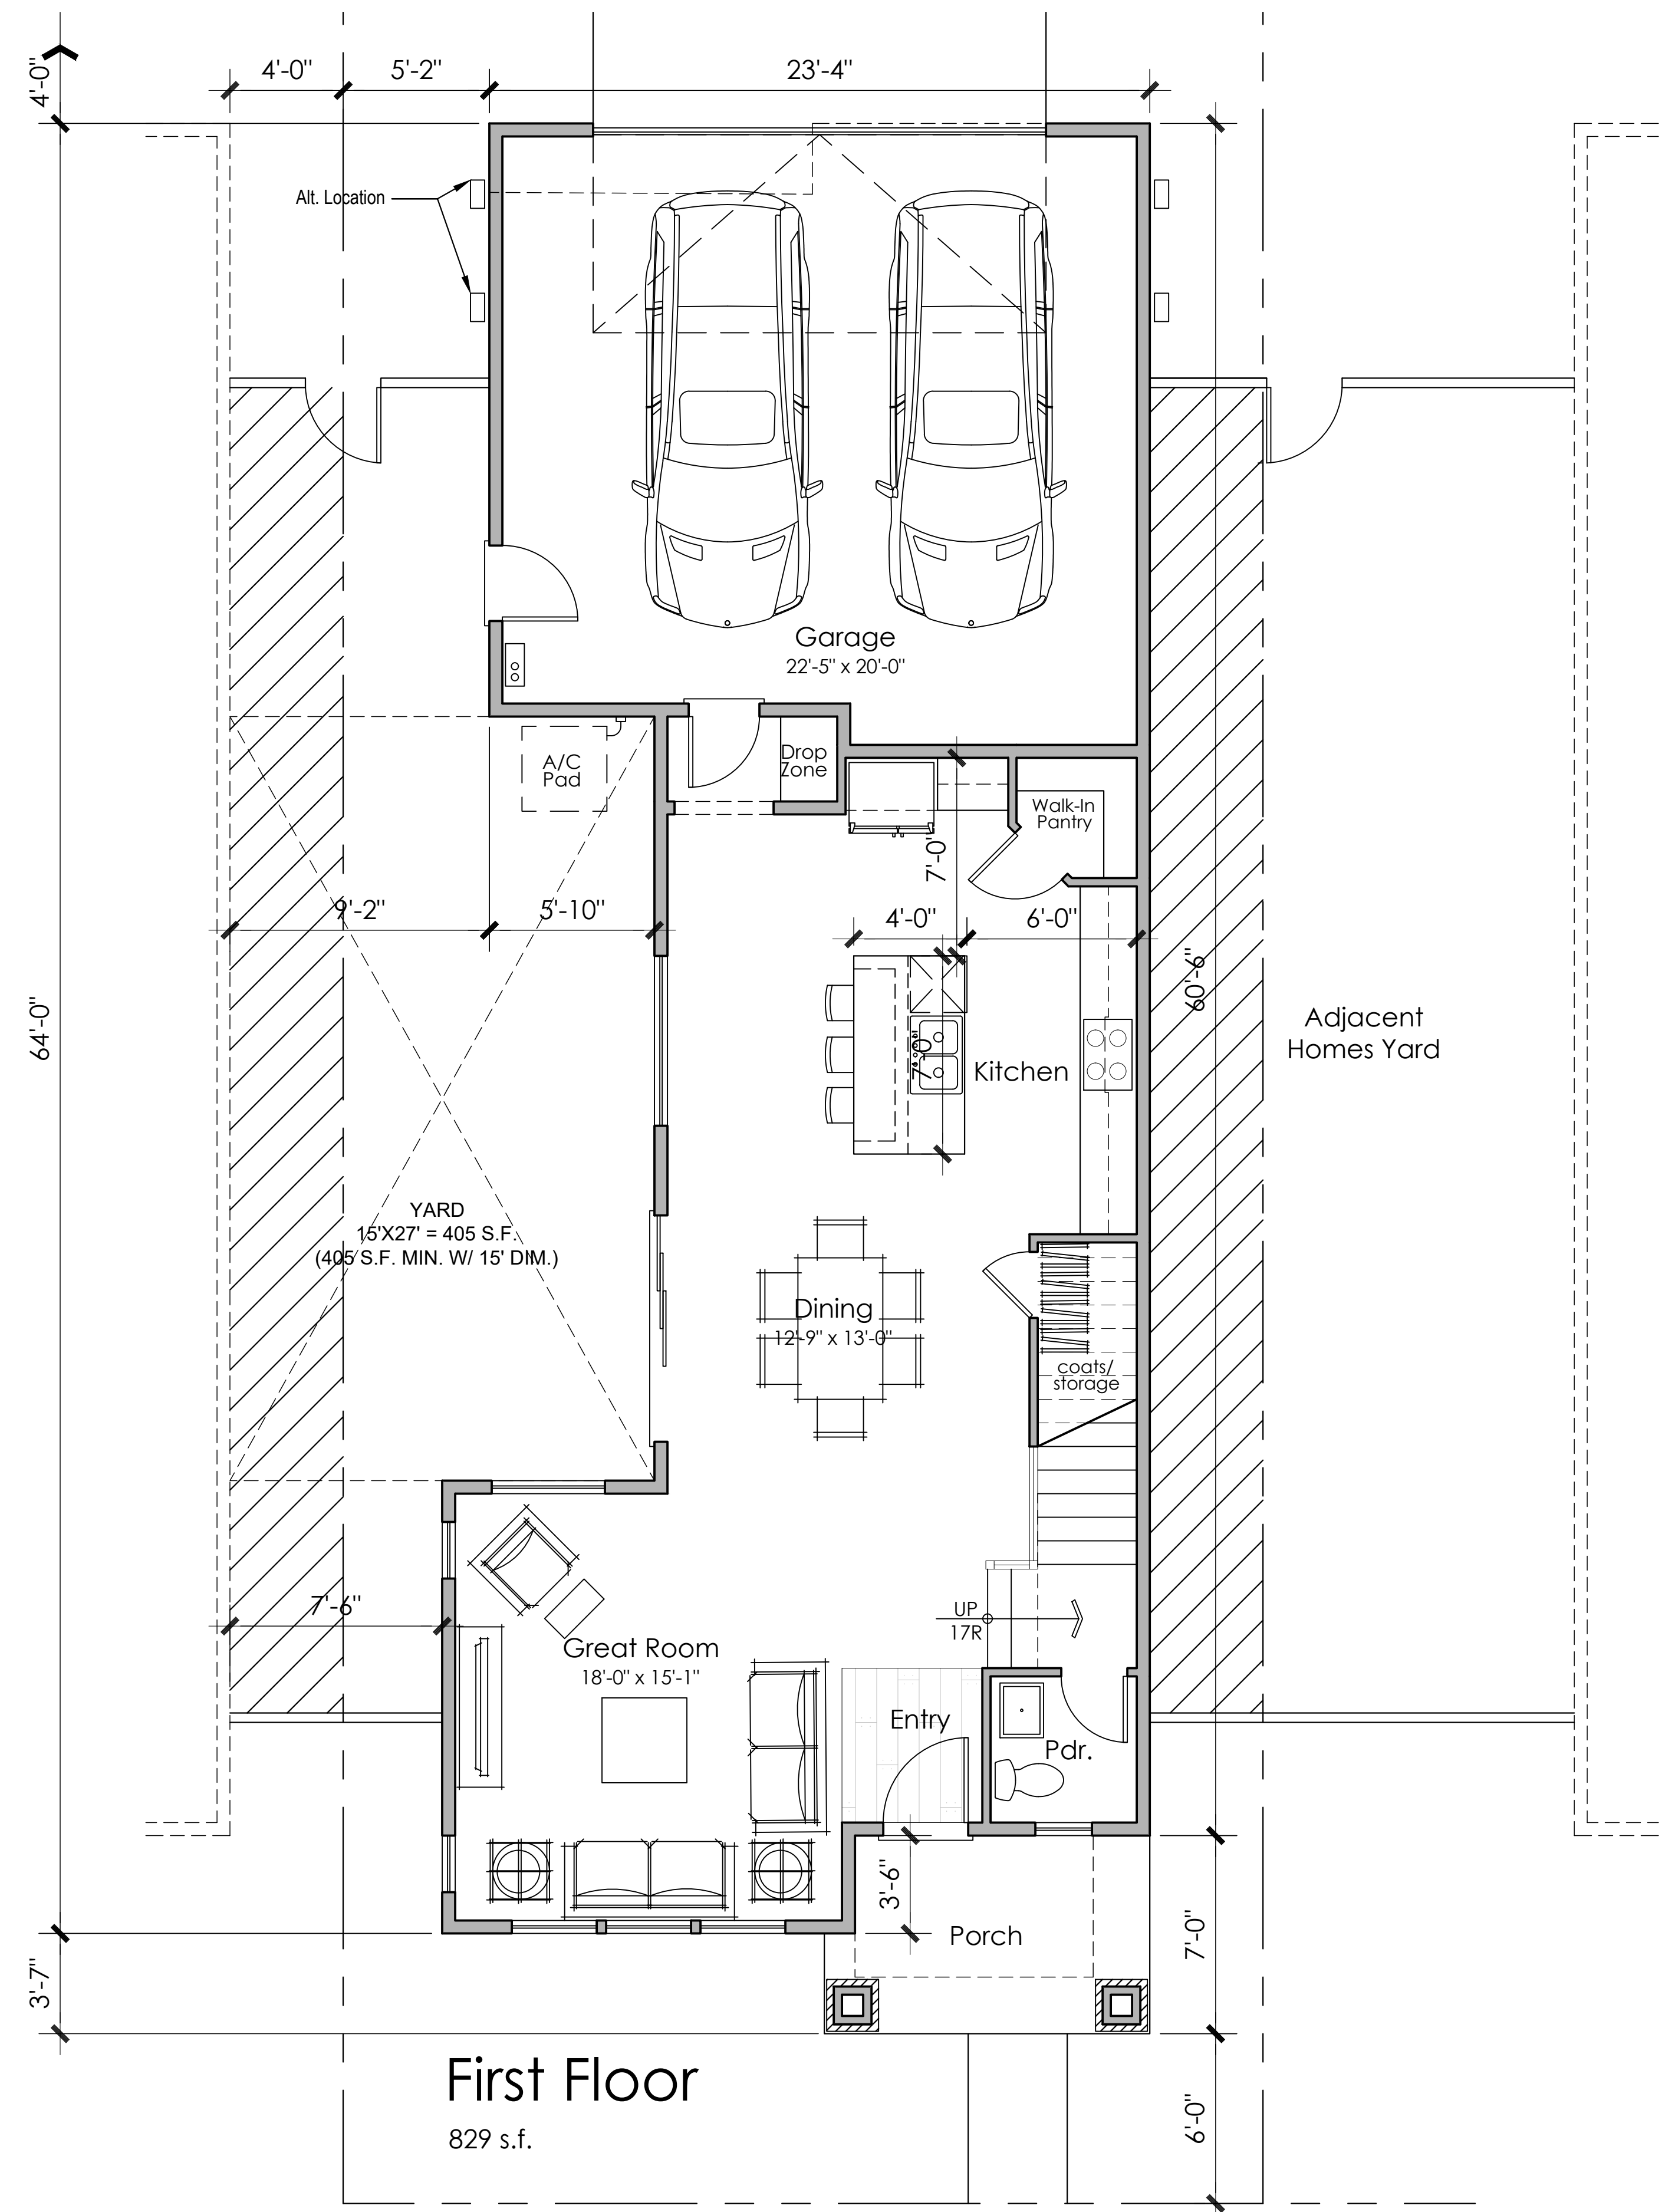 4'-0"
4'-0"
5'-2"
23'-4"
Alt. Location
Garage
22'-5" x 20'-0"
A/C
Pad
Drop
Zone
Walk-In
Pantry
7'-0"
9'-2"
5'-10"
4'-0"
6'-0"
60'-6"
64'-0"
Adjacent
Homes Yard
7'-0"
Kitchen
YARD
15'X27' = 405 S.F.
(405 S.F. MIN. W/ 15' DIM.)
Dining
12'-9" x 13'-0"
coats/
storage
7'-6"
UP
17R
Great Room
18'-0" x 15'-1"
Entry
Pdr.
3'-6"
Porch
7'-0"
3'-7"
First Floor
829 s.f.
6'-0"